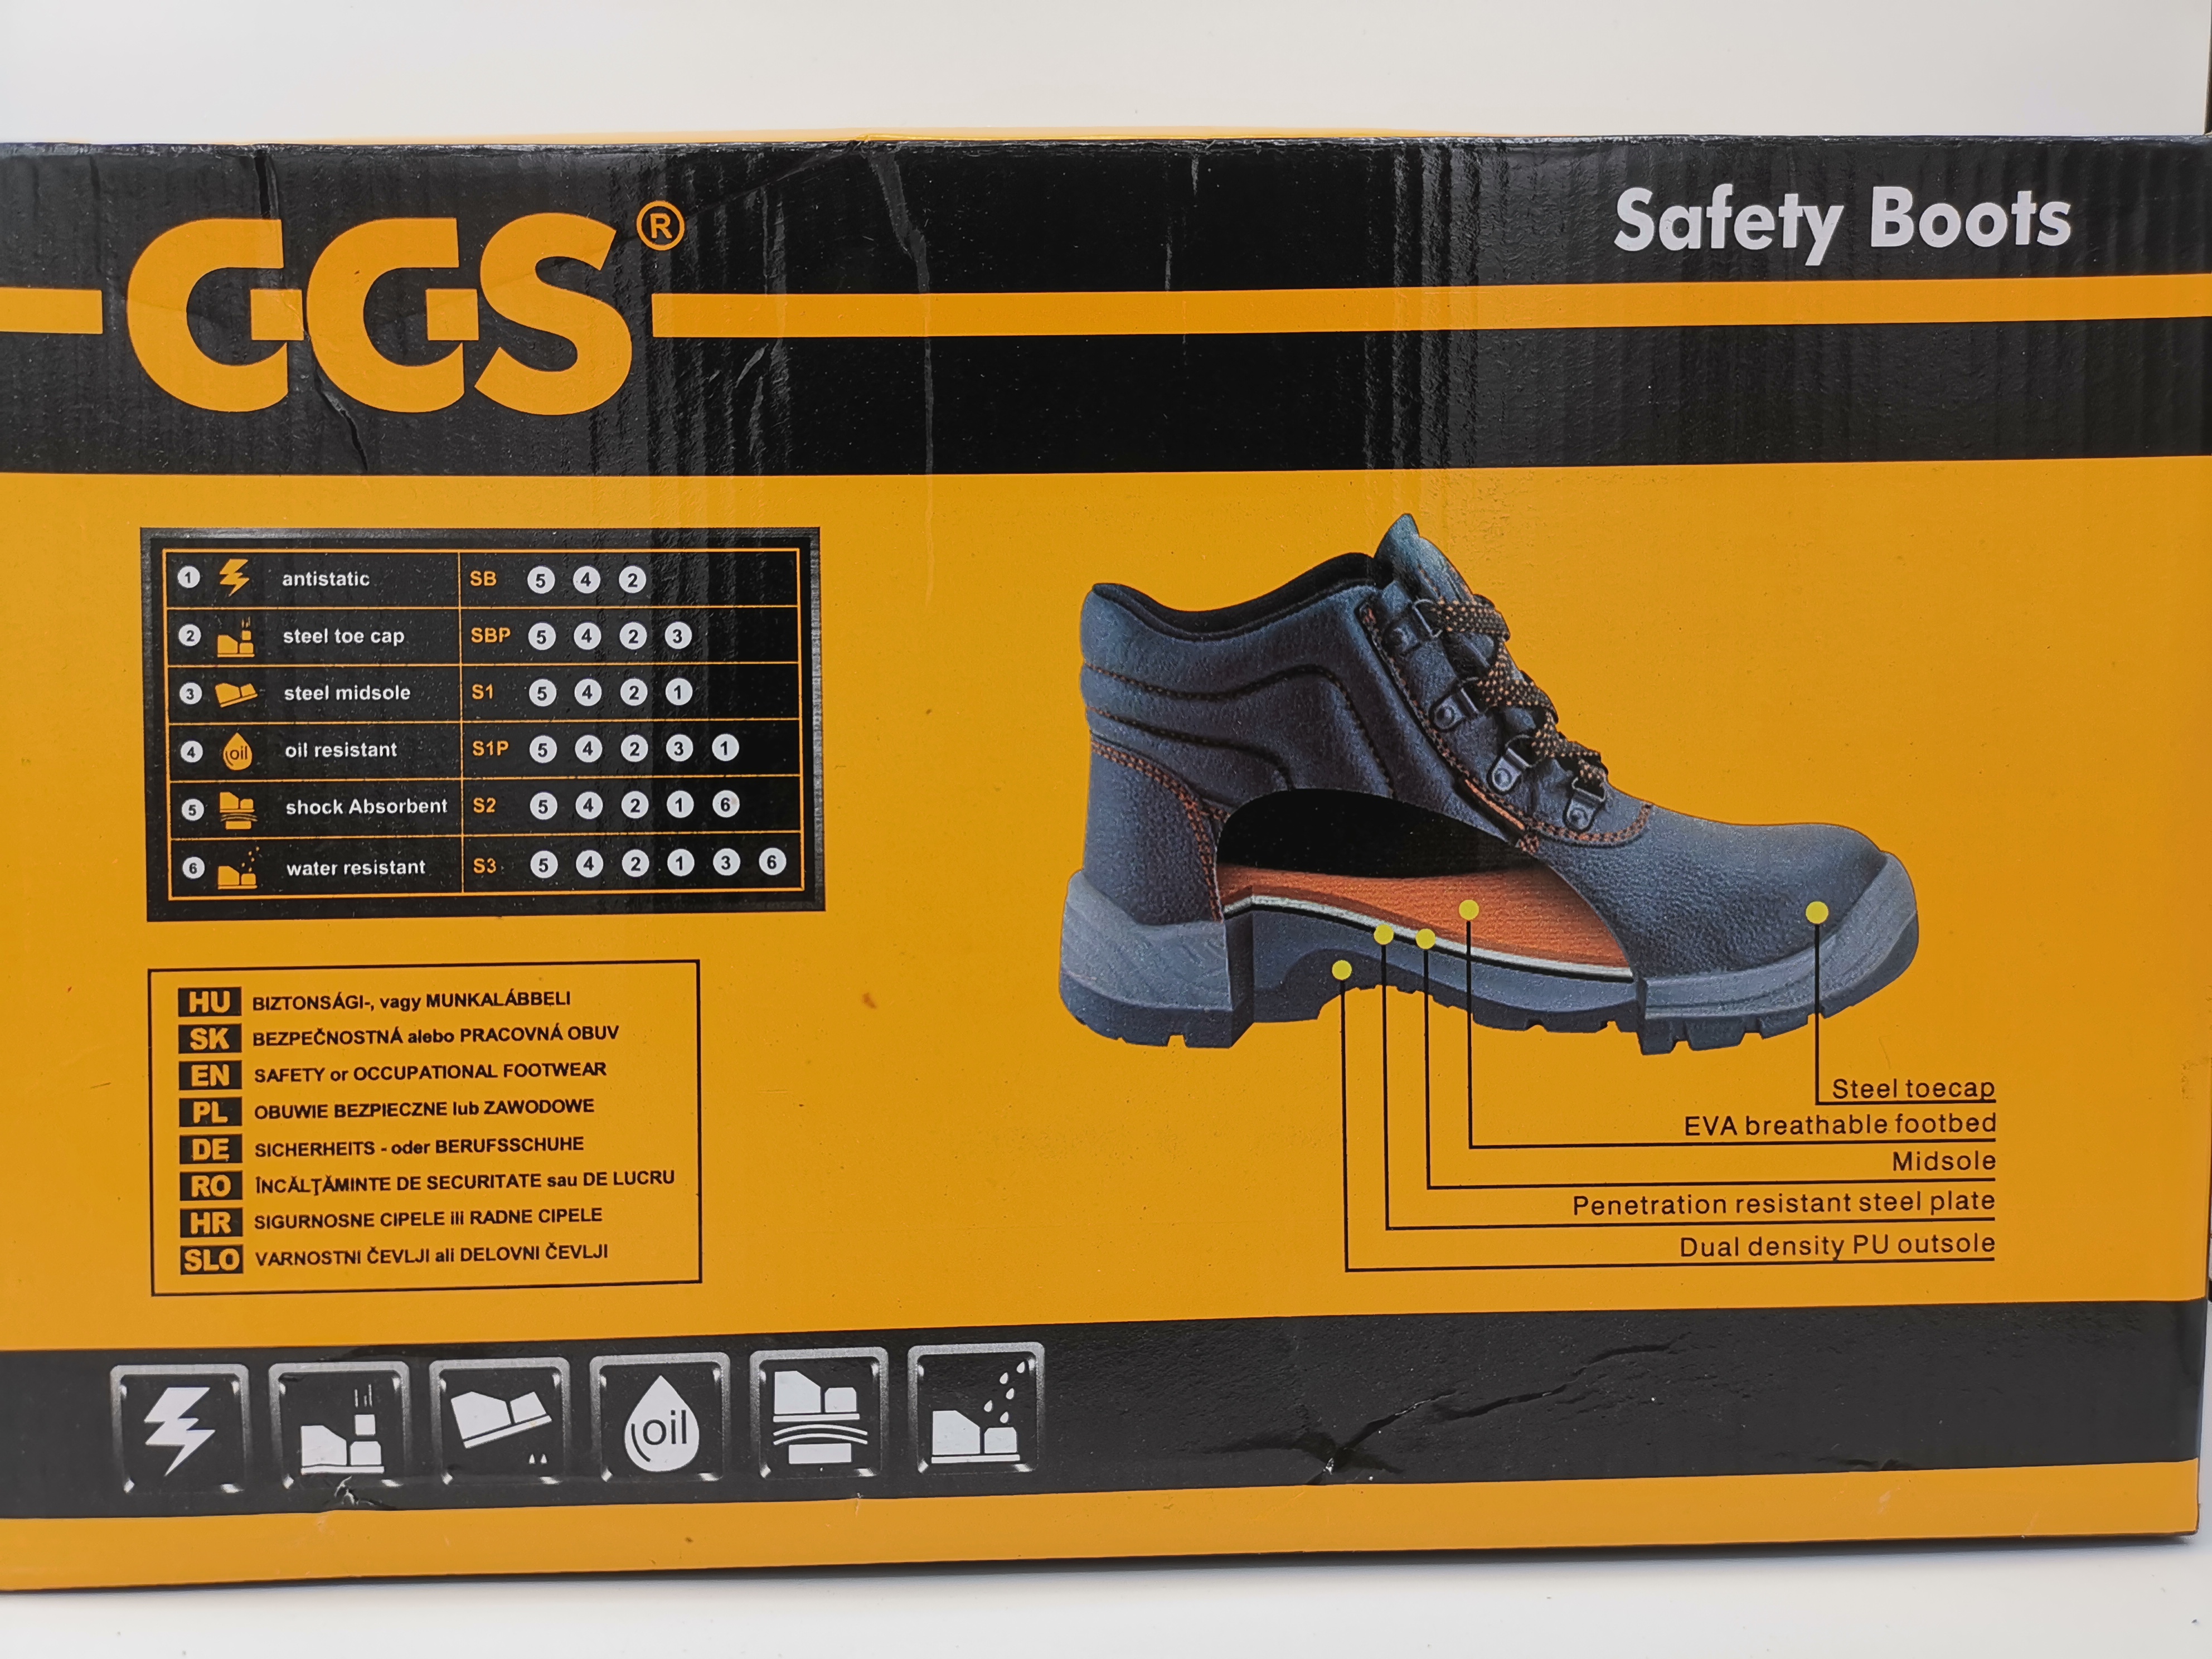 GGS®
Safety Boots
1 antistatic SB 5 4 2
2 steel toe cap SBP 5 4 2 3
3 steel midsole S1 5 4 2 1
4 oil oil resistant S1P 5 4 2 3 1
5 shock Absorbent S2 5 4 2 1 6
6 water resistant S3 5 4 2 1 3 6
HU BIZTONSÁGI-, vagy MUNKALÁBBELI
SK BEZPEČNOSTNÁ alebo PRACOVNÁ OBUV
EN SAFETY or OCCUPATIONAL FOOTWEAR
PL OBUWIE BEZPIECZNE lub ZAWODOWE
DE SICHERHEITS - oder BERUFSSCHUHE
RO ÎNCĂLŢĂMINTE DE SECURITATE sau DE LUCRU
HR SIGURNOSNE CIPELE ili RADNE CIPELE
SLO VARNOSTNI ČEVLJI ali DELOVNI ČEVLJI
Steel toecap
EVA breathable footbed
Midsole
Penetration resistant steel plate
Dual density PU outsole
oil